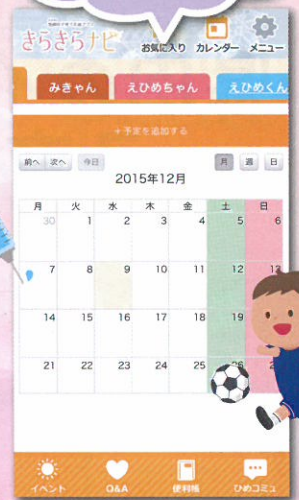 きらきらナビ
お気に入り カレンダー メニュー
みきゃん えひめちゃん えひめくん
+予定を追加する
前へ 次へ 今日 月 週 日
2015年12月
月 火 水 木 金 土 日
30 1 2 3 4 5 6
7 8 9 10 11 12 13
14 15 16 17 18 19
21 22 23 24 25 26
イベント Q&A 便利帳 ひめコミュ